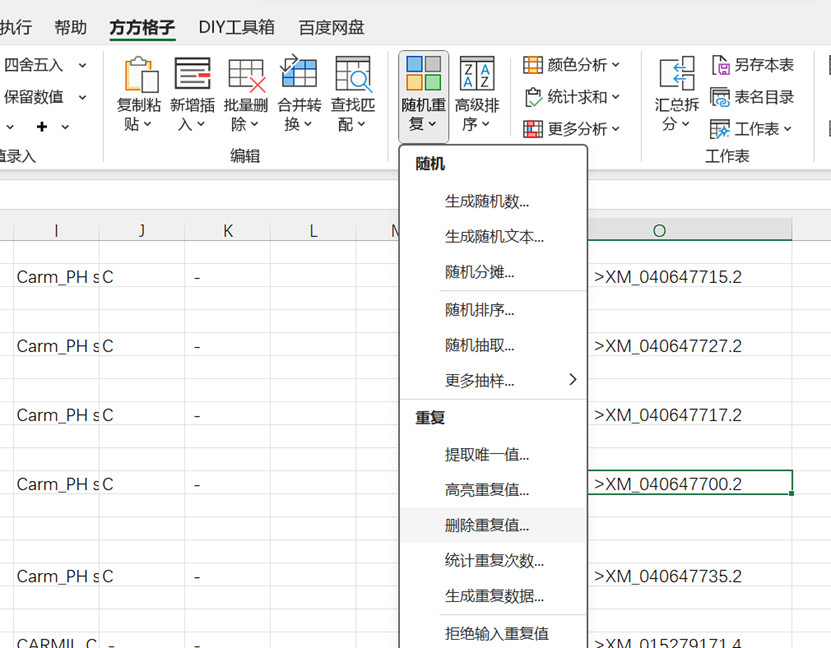 执行 帮助 方方格子 DIY工具箱 百度网盘
四舍五入
保留数值
值录入
复制粘贴
新增插入
批量删除
合并转换
查找匹配
编辑
随机重复
高级排序
颜色分析
统计求和
更多分析
汇总拆分
另存本表
表名目录
工作表
工作表
随机
生成随机数...
生成随机文本...
随机分摊...
随机排序...
随机抽取...
更多抽样...
重复
提取唯一值...
高亮重复值...
删除重复值...
统计重复次数...
生成重复数据...
拒绝输入重复值
I J K L M O
Carm_PH s C - >XM_040647715.2
Carm_PH s C - >XM_040647727.2
Carm_PH s C - >XM_040647717.2
Carm_PH s C - >XM_040647700.2
Carm_PH s C - >XM_040647735.2
CARMIL_C - - >XM_015279171.4